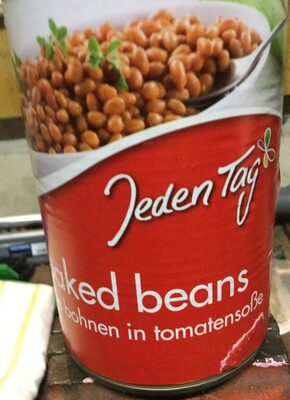 Jeden Tag
aked beans
bohnen in tomatensoße